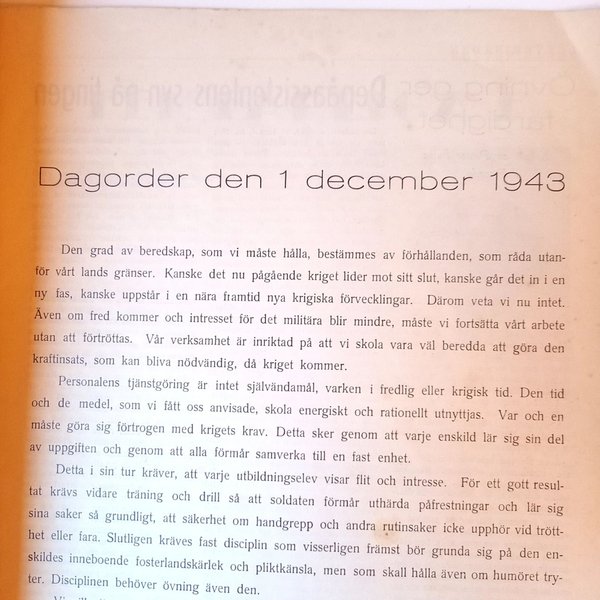 Övning ger
färdighet
Depåassistentens syn på tingen
Dagorder den 1 december 1943
Den grad av beredskap, som vi måste hålla, bestämmes av förhållanden, som råda utan-
för vårt lands gränser. Kanske det nu pågående kriget lider mot sitt slut, kanske går det in i en
ny fas, kanske uppstår i en nära framtid nya krigiska förvecklingar. Därom veta vi nu intet.
Även om fred kommer och intresset för det militära blir mindre, måste vi fortsätta vårt arbete
utan att förtröttas. Vår verksamhet är inriktad på att vi skola vara väl beredda att göra den
kraftinsats, som kan bliva nödvändig, då kriget kommer.
Personalens tjänstgöring är intet självändamål, varken i fredlig eller krigisk tid. Den tid
och de medel, som vi fått oss anvisade, skola energiskt och rationellt utnyttjas. Var och en
måste göra sig förtrogen med krigets krav. Detta sker genom att varje enskild lär sig sin del
av uppgiften och genom att alla förmår samverka till en fast enhet.
Detta i sin tur kräver, att varje utbildningselev visar flit och intresse. För ett gott resul-
tat krävs vidare träning och drill så att soldaten förmår uthärda påfrestningar och lär sig
sina saker så grundligt, att säkerhet om handgrepp och andra rutinsaker icke upphör vid trött-
het eller fara. Slutligen kräves fast disciplin som visserligen främst bör grunda sig på den en-
skildes inneboende fosterlandskärlek och pliktkänsla, men som skall hålla även om humöret try-
ter. Disciplinen behöver övning även den.